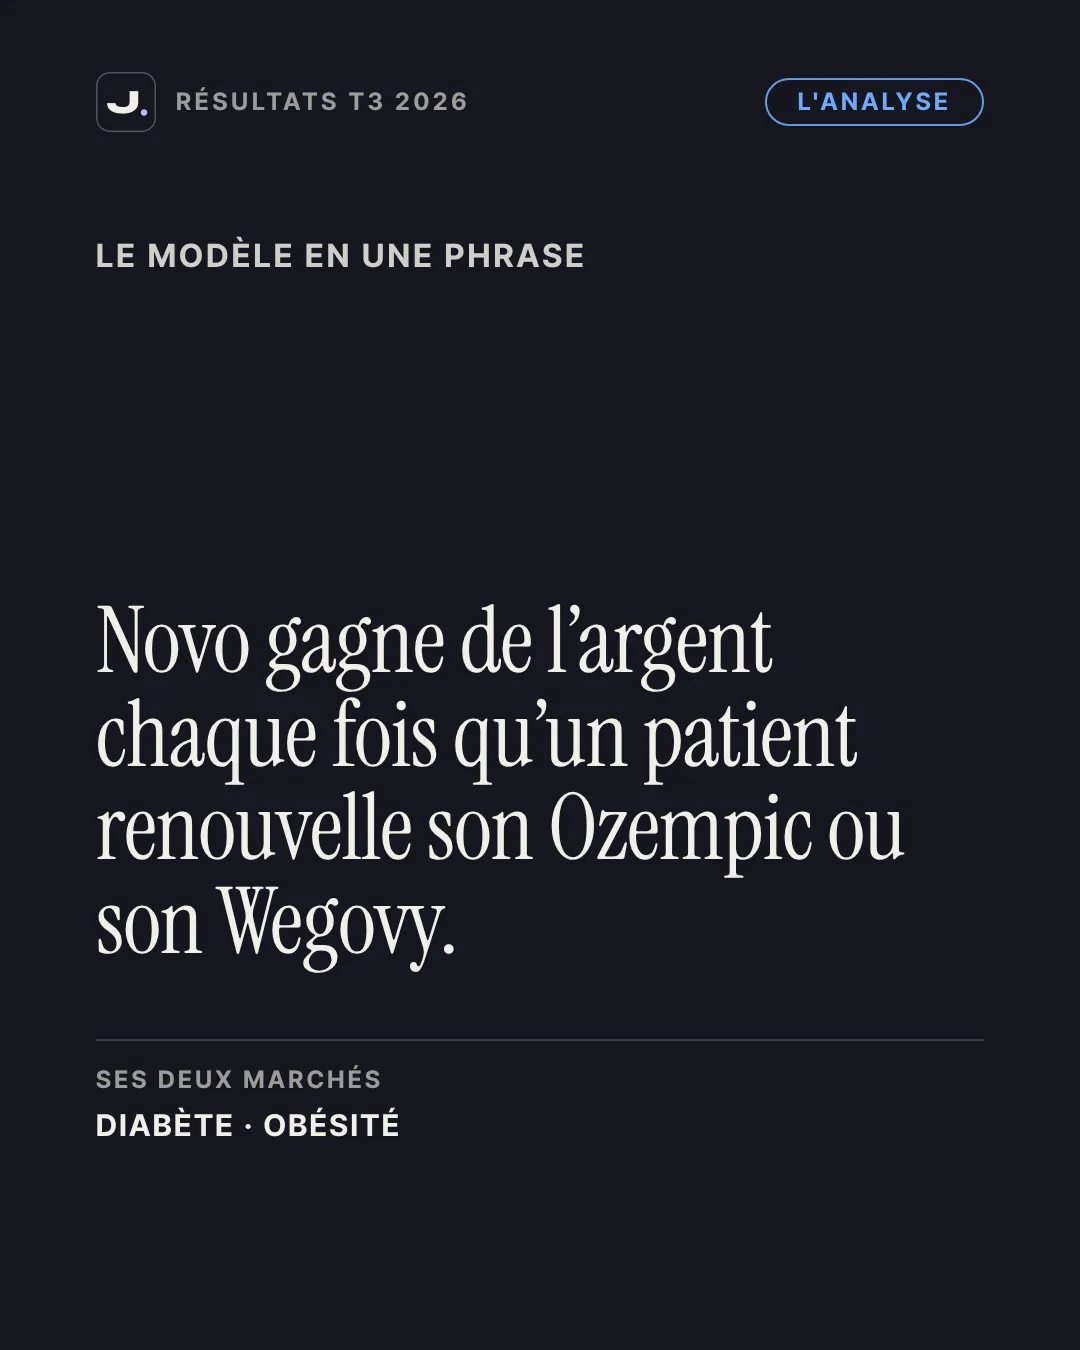 J. RÉSULTATS T3 2026
L'ANALYSE
LE MODÈLE EN UNE PHRASE
Novo gagne de l’argent
chaque fois qu’un patient
renouvelle son Ozempic ou
son Wegovy.
SES DEUX MARCHÉS
DIABÈTE · OBÉSITÉ